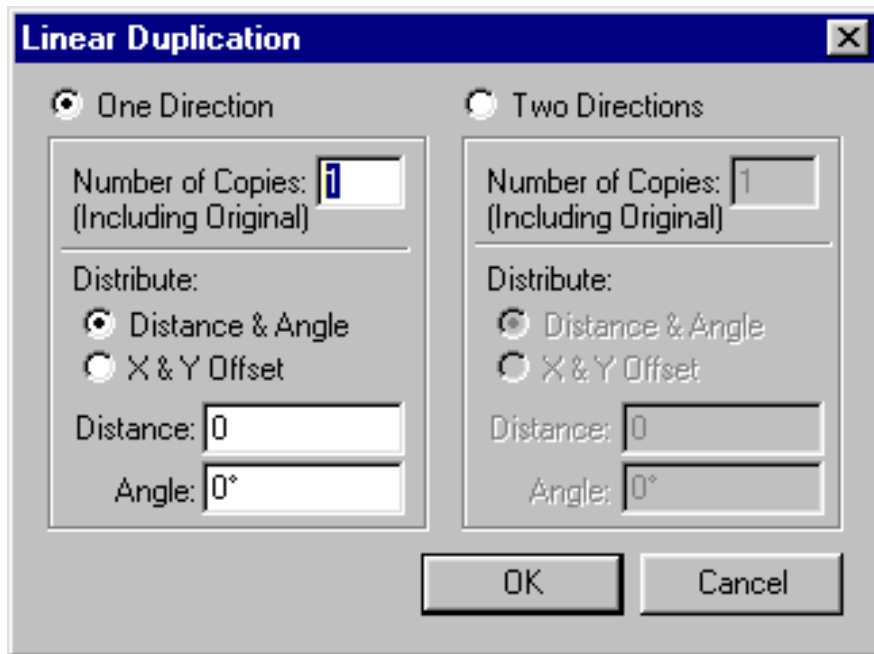 Linear Duplication
One Direction
Number of Copies: 1
(Including Original)
Distribute:
Distance & Angle
X & Y Offset
Distance: 0
Angle: 0°
Two Directions
Number of Copies: 1
(Including Original)
Distribute:
Distance & Angle
X & Y Offset
Distance: 0
Angle: 0°
OK
Cancel